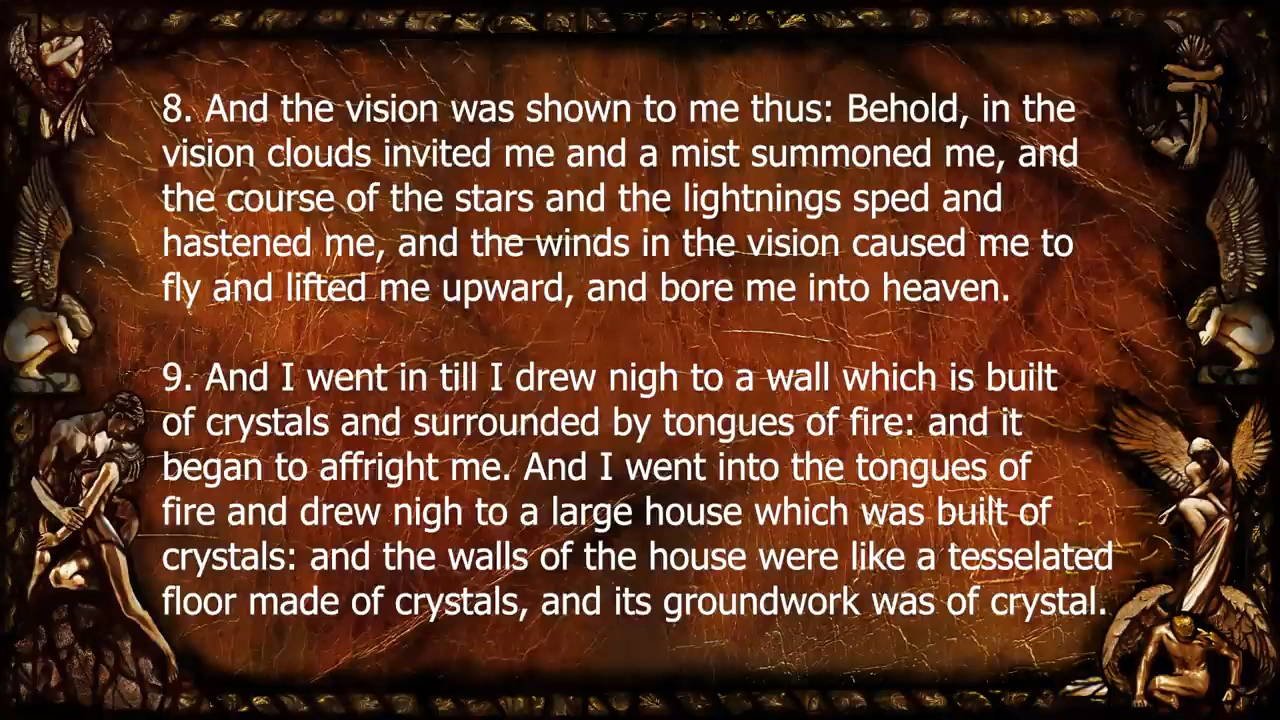 8. And the vision was shown to me thus: Behold, in the
vision clouds invited me and a mist summoned me, and
the course of the stars and the lightnings sped and
hastened me, and the winds in the vision caused me to
fly and lifted me upward, and bore me into heaven.
9. And I went in till I drew nigh to a wall which is built
of crystals and surrounded by tongues of fire: and it
began to affright me. And I went into the tongues of
fire and drew nigh to a large house which was built of
crystals: and the walls of the house were like a tesselated
floor made of crystals, and its groundwork was of crystal.